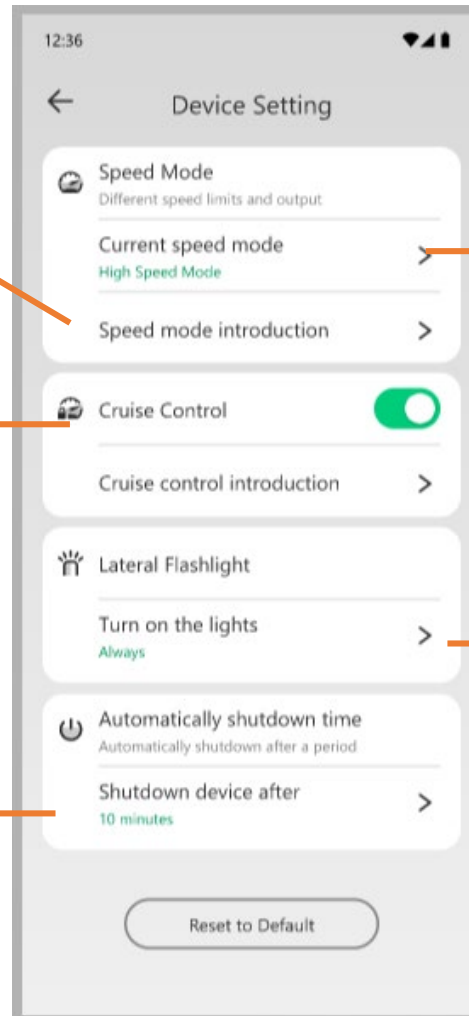 12:36
Device Setting
Speed Mode
Different speed limits and output
Current speed mode
High Speed Mode
Speed mode introduction
Cruise Control
Cruise control introduction
Lateral Flashlight
Turn on the lights
Always
Automatically shutdown time
Automatically shutdown after a period
Shutdown device after
10 minutes
Reset to Default